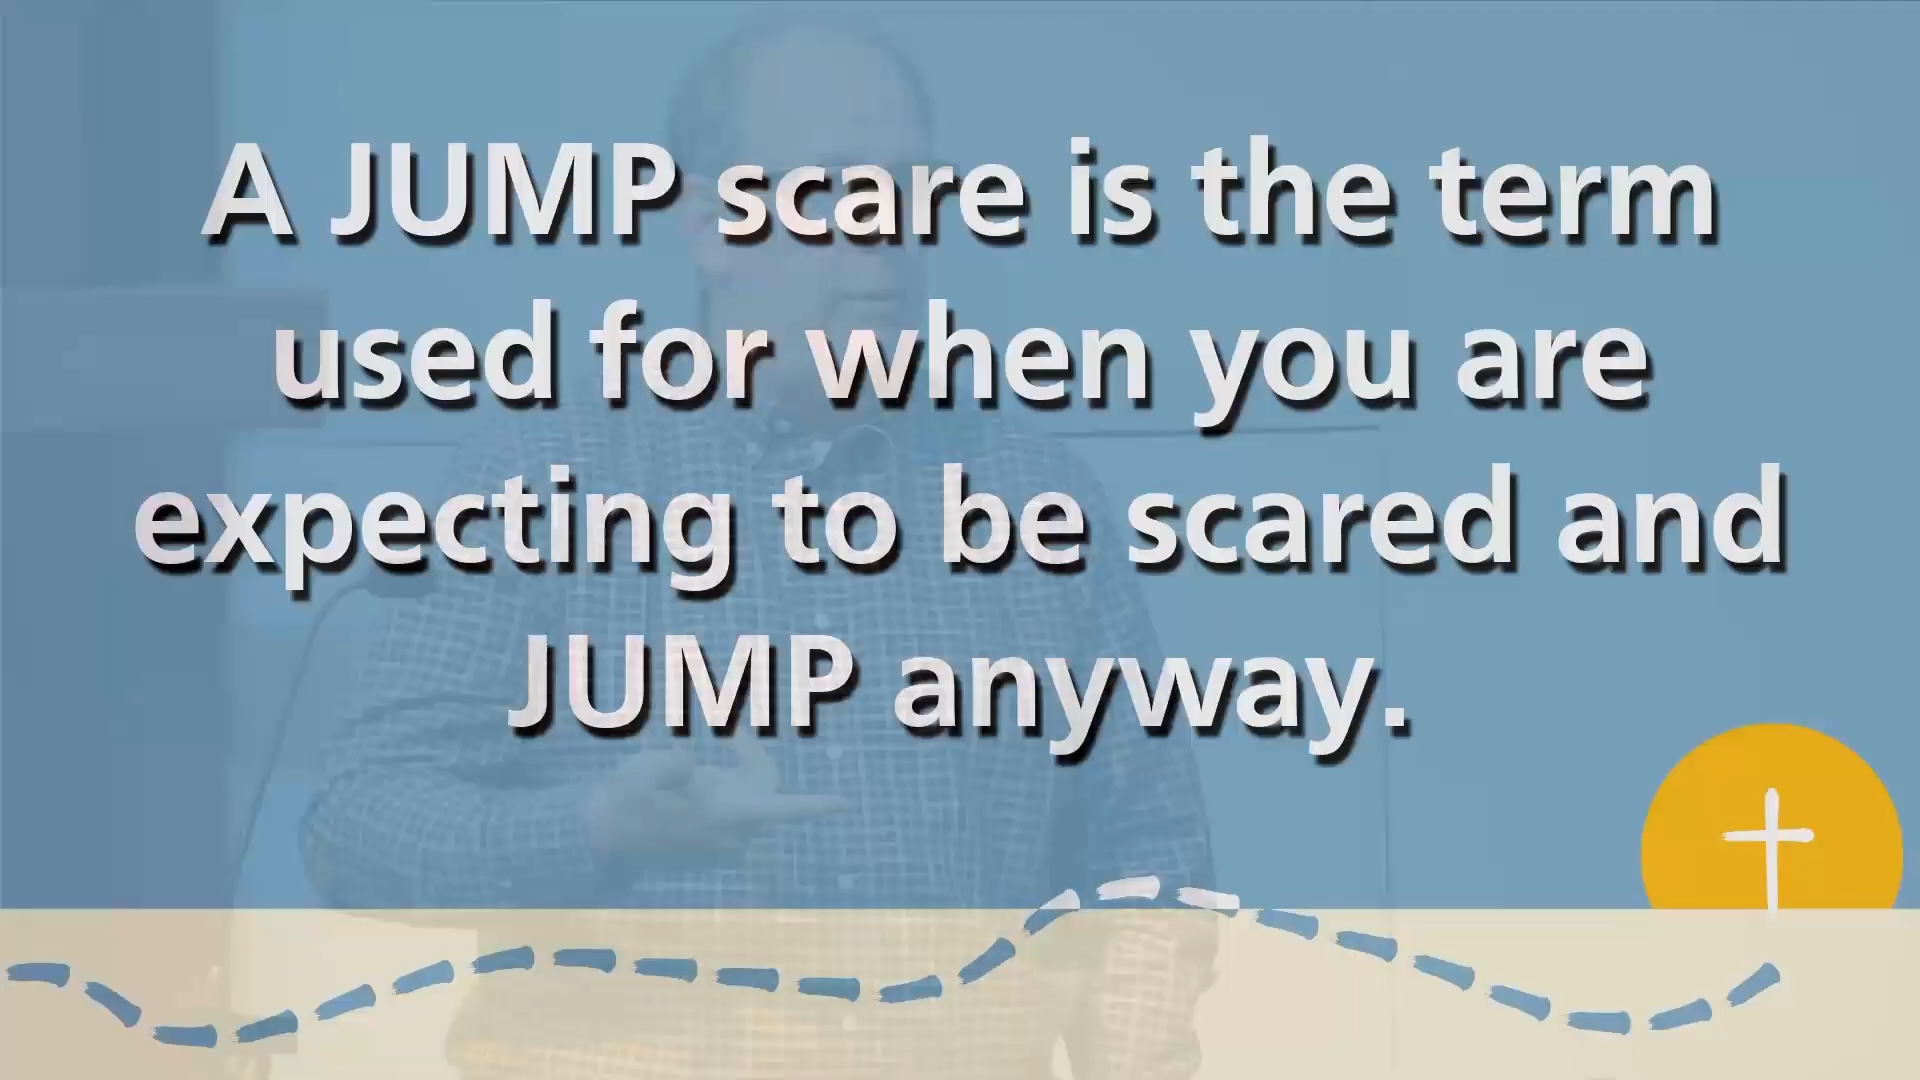 A JUMP scare is the term
used for when you are
expecting to be scared and
JUMP anyway.